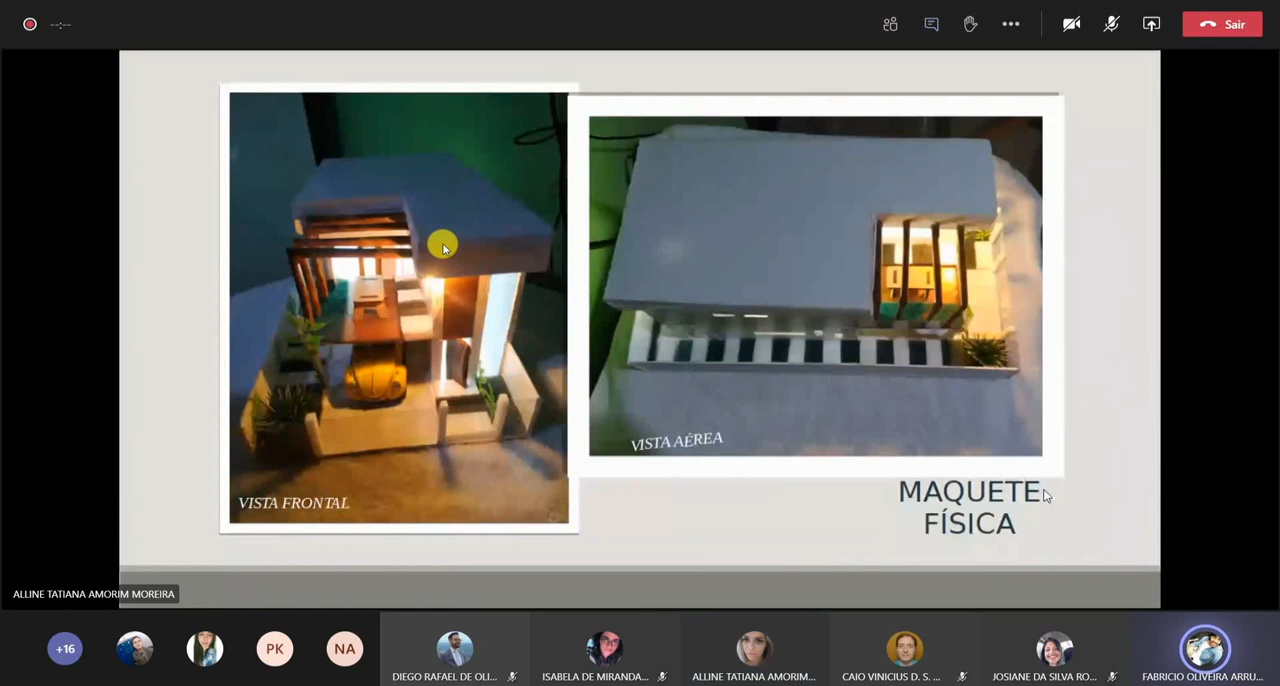 --:--
Sair
VISTA FRONTAL
VISTA AÉREA
MAQUETE
FÍSICA
ALLINE TATIANA AMORIM MOREIRA
+16
PK
NA
DIEGO RAFAEL DE OLI...
ISABELA DE MIRANDA...
ALLINE TATIANA AMORIM...
CAIO VINICIUS D. S. ...
JOSIANE DA SILVA RO...
FABRICIO OLIVEIRA ARRU...